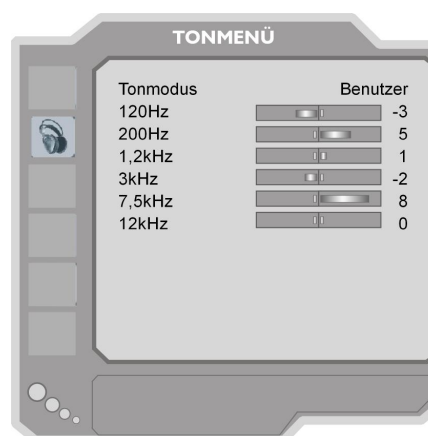 TONMENÜ
Tonmodus Benutzer
120Hz -3
200Hz 5
1,2kHz 1
3kHz -2
7,5kHz 8
12kHz 0